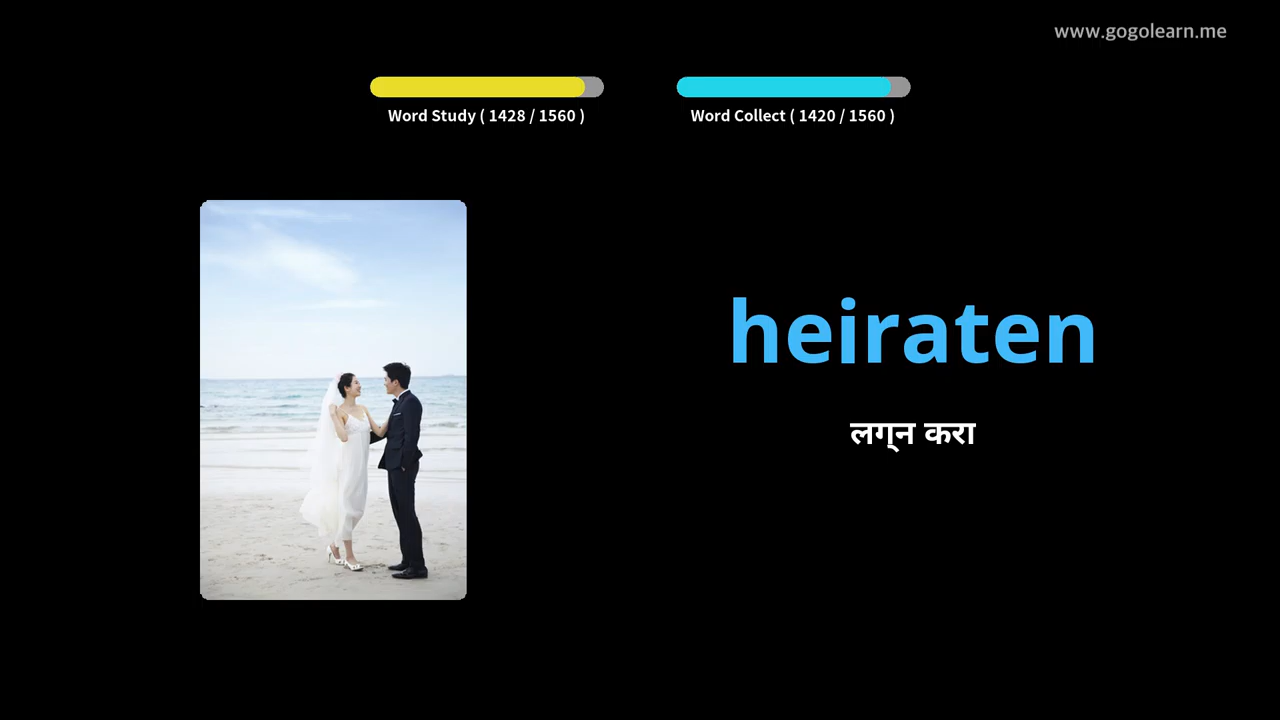 www.gogolearn.me
Word Study ( 1428 / 1560 )
Word Collect ( 1420 / 1560 )
heiraten
लग्न करा